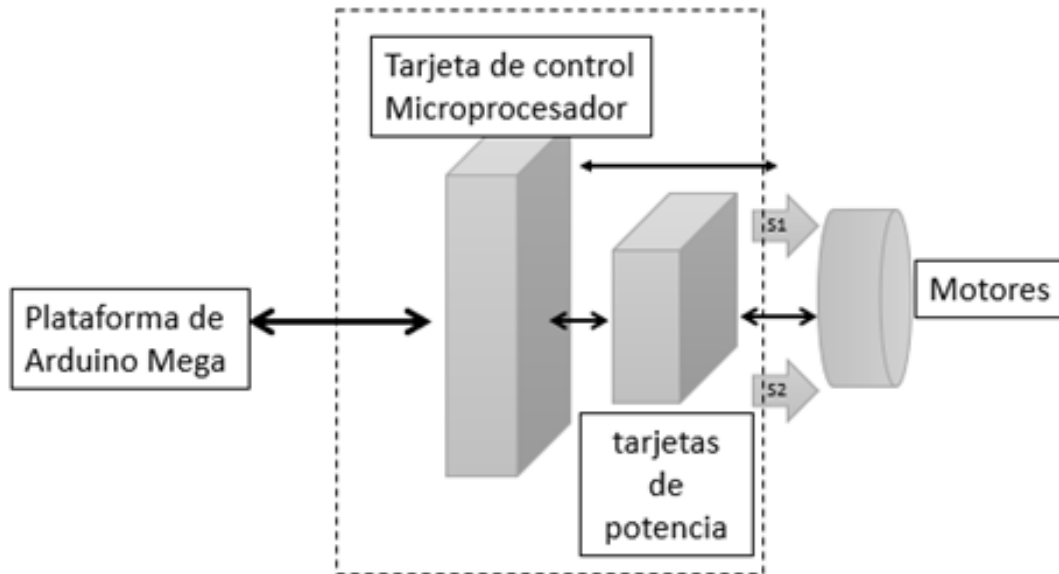 Tarjeta de control
Microprocesador
S1
Plataforma de
Arduino Mega
Motores
S2
tarjetas
de
potencia